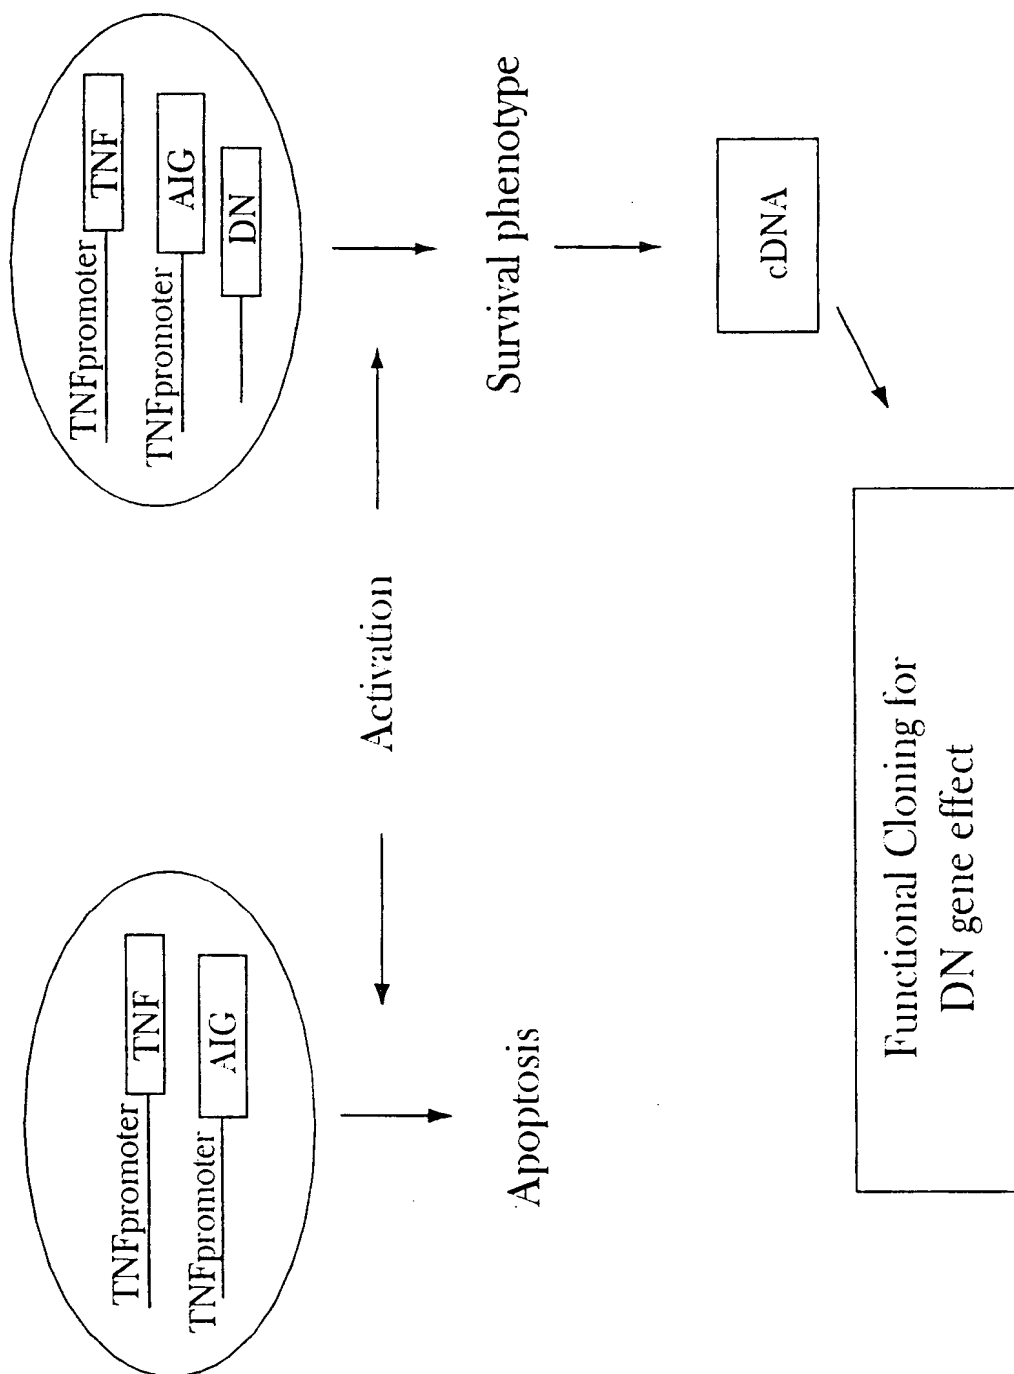 TNFpromoter
TNF
TNFpromoter
AIG
TNFpromoter
TNF
TNFpromoter
AIG
DN
Activation
Apoptosis
Survival phenotype
cDNA
Functional Cloning for
DN gene effect